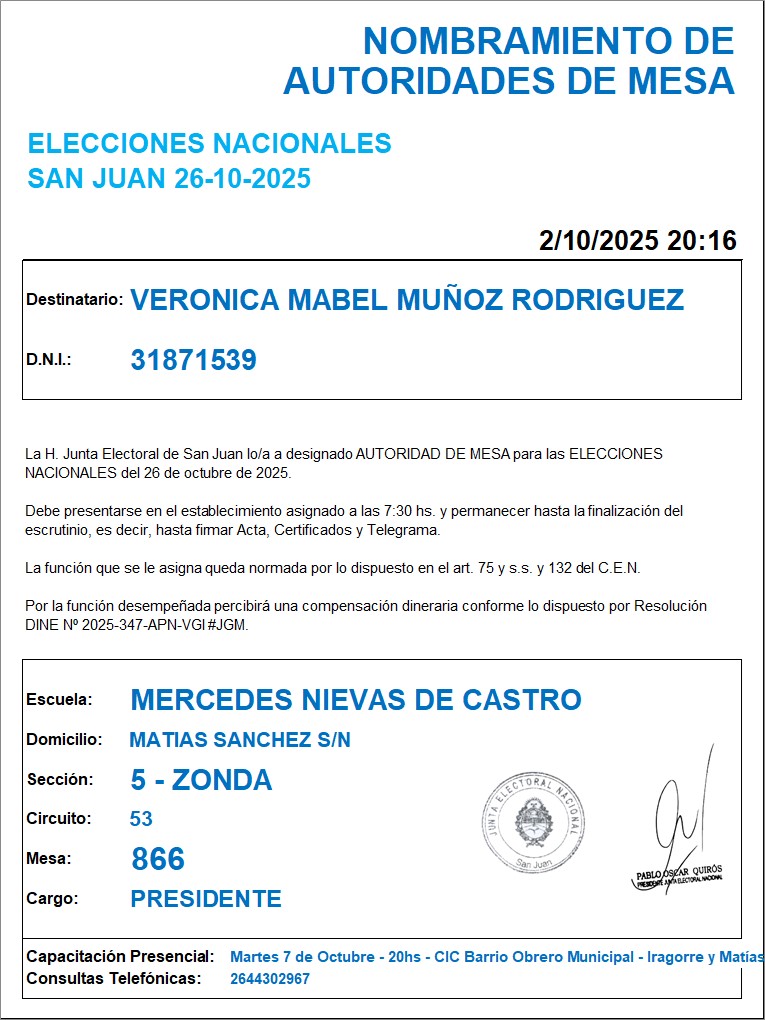 NOMBRAMIENTO DE
AUTORIDADES DE MESA
ELECCIONES NACIONALES
SAN JUAN 26-10-2025
2/10/2025 20:16
Destinatario: VERONICA MABEL MUÑOZ RODRIGUEZ
D.N.I.: 31871539
La H. Junta Electoral de San Juan lo/a a designado AUTORIDAD DE MESA para las ELECCIONES
NACIONALES del 26 de octubre de 2025.
Debe presentarse en el establecimiento asignado a las 7:30 hs. y permanecer hasta la finalización del
escrutinio, es decir, hasta firmar Acta, Certificados y Telegrama.
La función que se le asigna queda normada por lo dispuesto en el art. 75 y s.s. y 132 del C.E.N.
Por la función desempeñada percibirá una compensación dineraria conforme lo dispuesto por Resolución
DINE Nº 2025-347-APN-VGI#JGM.
Escuela: MERCEDES NIEVAS DE CASTRO
Domicilio: MATIAS SANCHEZ S/N
Sección: 5 - ZONDA
Circuito: 53
Mesa: 866
Cargo: PRESIDENTE
JUNTA ELECTORAL NACIONAL
San Juan
PABLO OSCAR QUIRÓS
PRESIDENTE JUNTA ELECTORAL NACIONAL
Capacitación Presencial: Martes 7 de Octubre - 20hs - CIC Barrio Obrero Municipal - Iragorre y Matías
Consultas Telefónicas: 2644302967